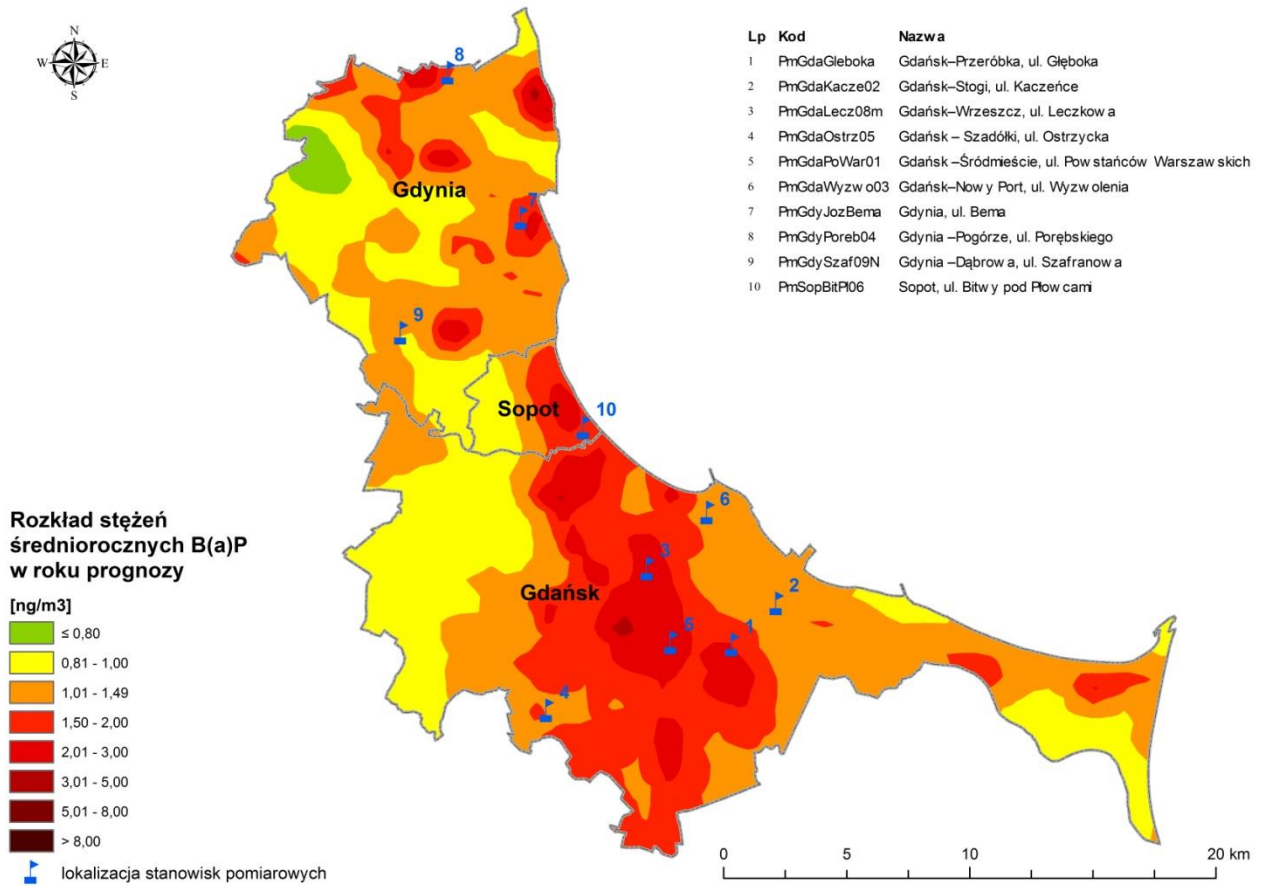 N
W E
S
Lp Kod Nazwa
1 PmGdaGleboka Gdańsk–Przeróbka, ul. Głęboka
2 PmGdaKacze02 Gdańsk–Stogi, ul. Kaczeńce
3 PmGdaLecz08m Gdańsk–Wrzeszcz, ul. Leczkowa
4 PmGdaOstrz05 Gdańsk – Szadółki, ul. Ostrzycka
5 PmGdaPoWar01 Gdańsk –Śródmieście, ul. Powstańców Warszawskich
6 PmGdaWyzwo03 Gdańsk–Nowy Port, ul. Wyzwolenia
7 PmGdyJozBema Gdynia, ul. Bema
8 PmGdyPoreb04 Gdynia –Pogórze, ul. Porębskiego
9 PmGdySzaf09N Gdynia –Dąbrowa, ul. Szafranowa
10 PmSopBitPl06 Sopot, ul. Bitwy pod Płowcami
8
Gdynia
7
9
Sopot
10
6
3
Gdańsk
2
5
1
4
Rozkład stężeń
średniorocznych B(a)P
w roku prognozy
[ng/m3]
≤ 0,80
0,81 - 1,00
1,01 - 1,49
1,50 - 2,00
2,01 - 3,00
3,01 - 5,00
5,01 - 8,00
> 8,00
lokalizacja stanowisk pomiarowych
0 5 10 20 km